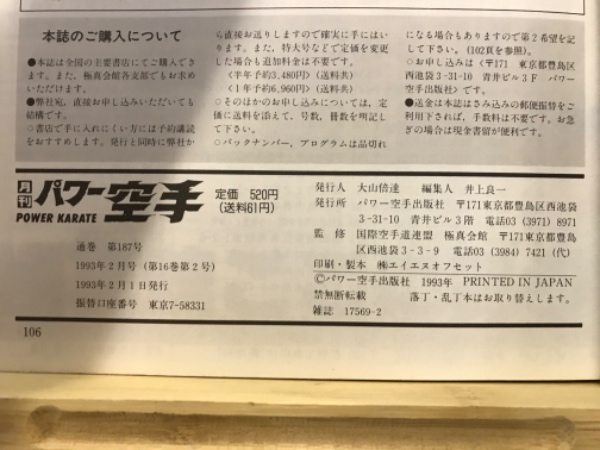 本誌のご購入について
●本誌は全国の主要書店にてご購入でき
ます。また、極真会館各支部でもお求め
いただけます。
●弊社宛、直接お申し込みいただいても
結構です。
○書店で手に入れにくい方には予約購読
をおすすめします。発行と同時に弊社か
ら直接お送りしますので確実に手にはい
ります。また、特大号などで定価を変更
した場合も追加料金は不要です。
〈半年予約3,480円〉(送料共)
〈1年予約6,960円〉(送料共)
○そのほかのお申し込みについては、定
価に送料を添えて、号数、冊数を明記し
て下さい。
○バックナンバー、プログラムは品切れ
になる場合もありますので第2希望を記
して下さい。(102頁を参照)。
○お申し込みは〈〒171 東京都豊島区
西池袋3-31-10 青井ビル3F パワー
空手出版社〉です。
●送金は本誌はさみ込みの郵便振替をご
利用下されば、手数料は不要です。お急
ぎの場合は現金書留が便利です。
月刊 パワー空手
POWER KARATE
定価 520円
(送料61円)
通巻 第187号
1993年2月号(第16巻第2号)
1993年2月1日発行
振替口座番号 東京7-58331
発行人 大山倍達 編集人 井上良一
発行所 パワー空手出版社 〒171東京都豊島区西池袋
3-31-10 青井ビル3階 電話03(3971)8971
監修 国際空手道連盟 極真会館 〒171東京都豊島
区西池袋3-3-9 電話03(3984)7421(代)
印刷・製本 ㈱エイエヌオフセット
©パワー空手出版社 1993年 PRINTED IN JAPAN
禁無断転載 落丁・乱丁本はお取り替えします。
雑誌 17569-2
106